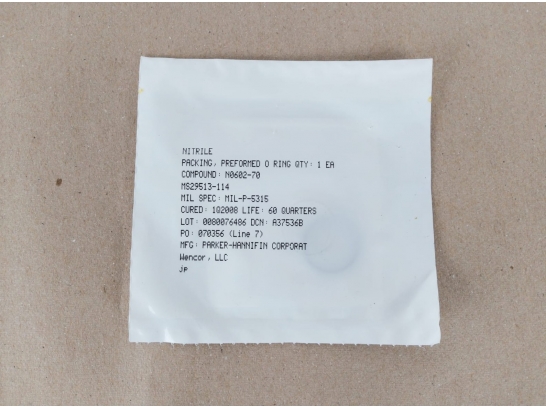 NITRILE
PACKING, PREFORMED O RING QTY: 1 EA
COMPOUND: N0602-70
MS29513-114
MIL SPEC: MIL-P-5315
CURED: 1Q2008 LIFE: 60 QUARTERS
LOT: 0080076486 DCN: A37536B
PO: 070356 (Line 7)
MFG: PARKER-HANNIFIN CORPORAT
Wencor, LLC
JP